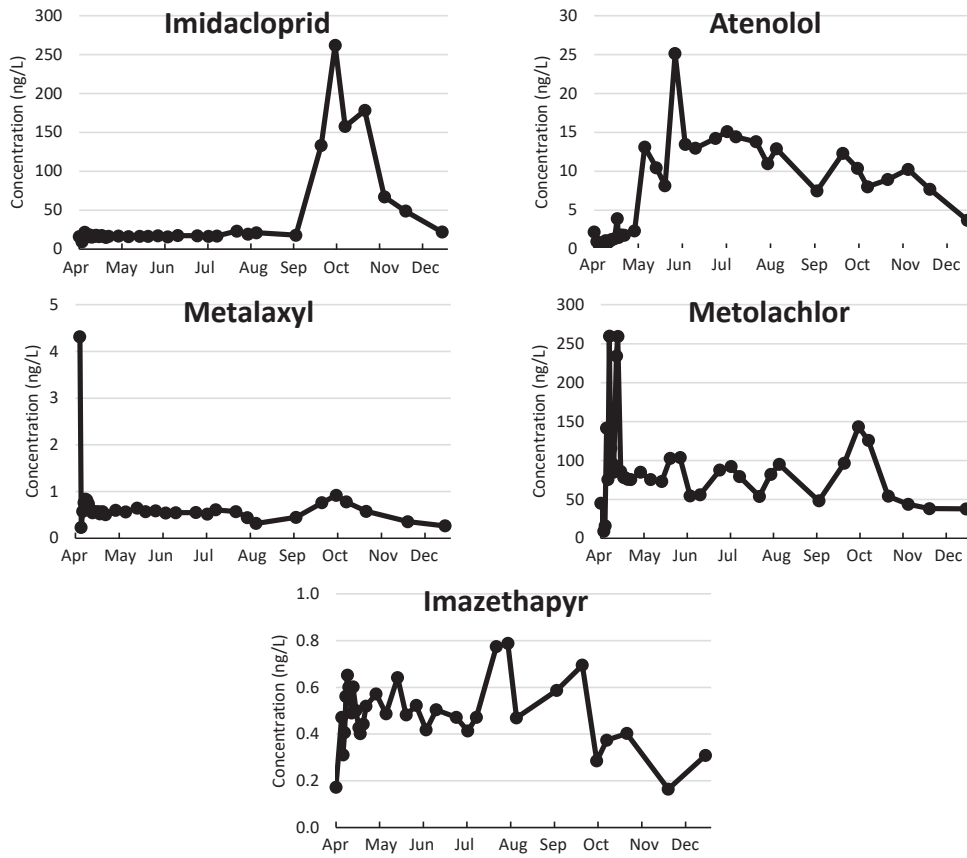 Imidacloprid
Concentration (ng/L)
300
250
200
150
100
50
0
Apr May Jun Jul Aug Sep Oct Nov Dec
Atenolol
Concentration (ng/L)
30
25
20
15
10
5
0
Apr May Jun Jul Aug Sep Oct Nov Dec
Metalaxyl
Concentration (ng/L)
5
4
3
2
1
0
Apr May Jun Jul Aug Sep Oct Nov Dec
Metolachlor
Concentration (ng/L)
300
250
200
150
100
50
0
Apr May Jun Jul Aug Sep Oct Nov Dec
Imazethapyr
Concentration (ng/L)
1.0
0.8
0.6
0.4
0.2
0.0
Apr May Jun Jul Aug Sep Oct Nov Dec